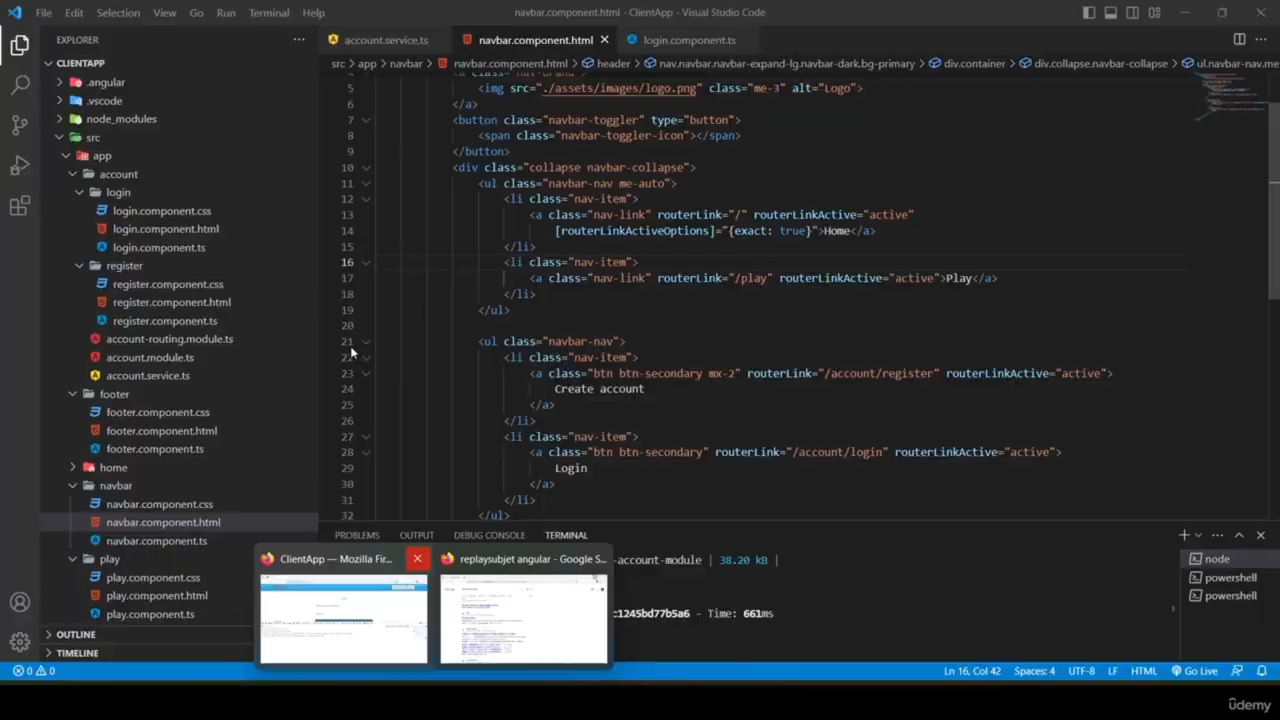 File Edit Selection View Go Run Terminal Help
navbar.component.html - ClientApp - Visual Studio Code
EXPLORER
CLIENTAPP
.angular
.vscode
node_modules
src
app
account
login
login.component.css
login.component.html
login.component.ts
register
register.component.css
register.component.html
register.component.ts
account-routing.module.ts
account.module.ts
account.service.ts
footer
footer.component.css
footer.component.html
footer.component.ts
home
navbar
navbar.component.css
navbar.component.html
navbar.component.ts
play
play.component.css
play.component.html
play.component.ts
OUTLINE
TIMELINE
account.service.ts navbar.component.html login.component.ts
src > app > navbar > navbar.component.html > header > nav.navbar.navbar-expand-lg.navbar-dark.bg-primary > div.container > div.collapse.navbar-collapse > ul.navbar-nav.me
5 <img src="./assets/images/logo.png" class="me-3" alt="Logo">
6 </a>
7 <button class="navbar-toggler" type="button">
8 <span class="navbar-toggler-icon"></span>
9 </button>
10 <div class="collapse navbar-collapse">
11 <ul class="navbar-nav me-auto">
12 <li class="nav-item">
13 <a class="nav-link" routerLink="/" routerLinkActive="active"
14 [routerLinkActiveOptions]="{exact: true}">Home</a>
15 </li>
16 <li class="nav-item">
17 <a class="nav-link" routerLink="/play" routerLinkActive="active">Play</a>
18 </li>
19 </ul>
20
21 <ul class="navbar-nav">
22 <li class="nav-item">
23 <a class="btn btn-secondary mx-2" routerLink="/account/register" routerLinkActive="active">
24 Create account
25 </a>
26 </li>
27 <li class="nav-item">
28 <a class="btn btn-secondary" routerLink="/account/login" routerLinkActive="active">
29 Login
30 </a>
31 </li>
32 </ul>
PROBLEMS OUTPUT DEBUG CONSOLE TERMINAL
-account-module | 38.20 kB |
c1245bd77b5a6 - Time: 661ms
node
powershell
powershell
ClientApp — Mozilla Fir...
replaysubjet angular - Google S...
0 0 Ln 16, Col 42 Spaces: 4 UTF-8 LF HTML Go Live
ûdemy